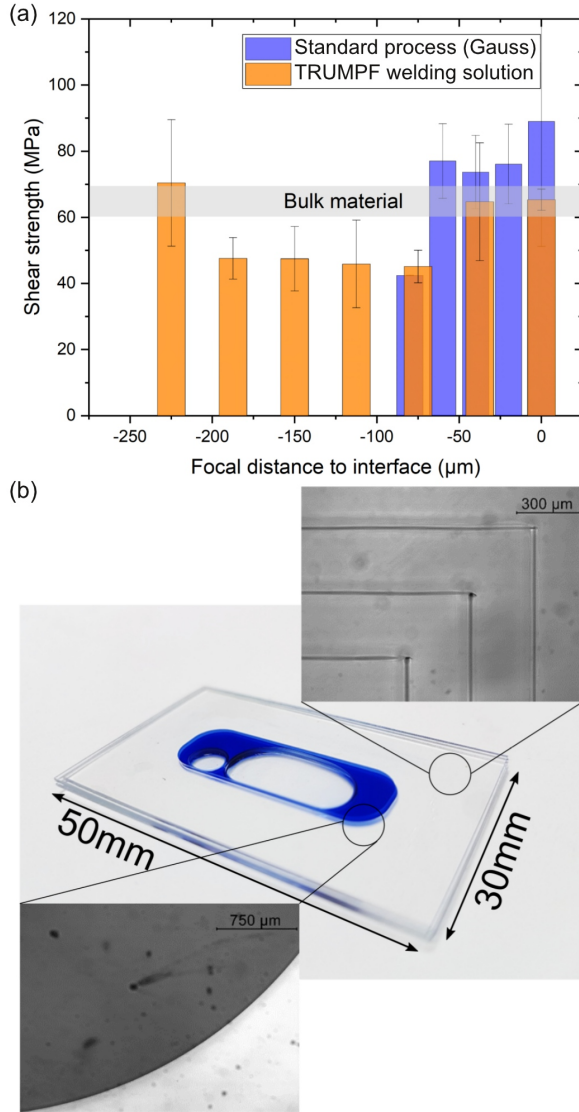 (a)
120
100
80
60
40
20
0
Shear strength (MPa)
Standard process (Gauss)
TRUMPF welding solution
Bulk material
-250 -200 -150 -100 -50 0
Focal distance to interface (μm)
(b)
300 μm
50mm
30mm
750 μm